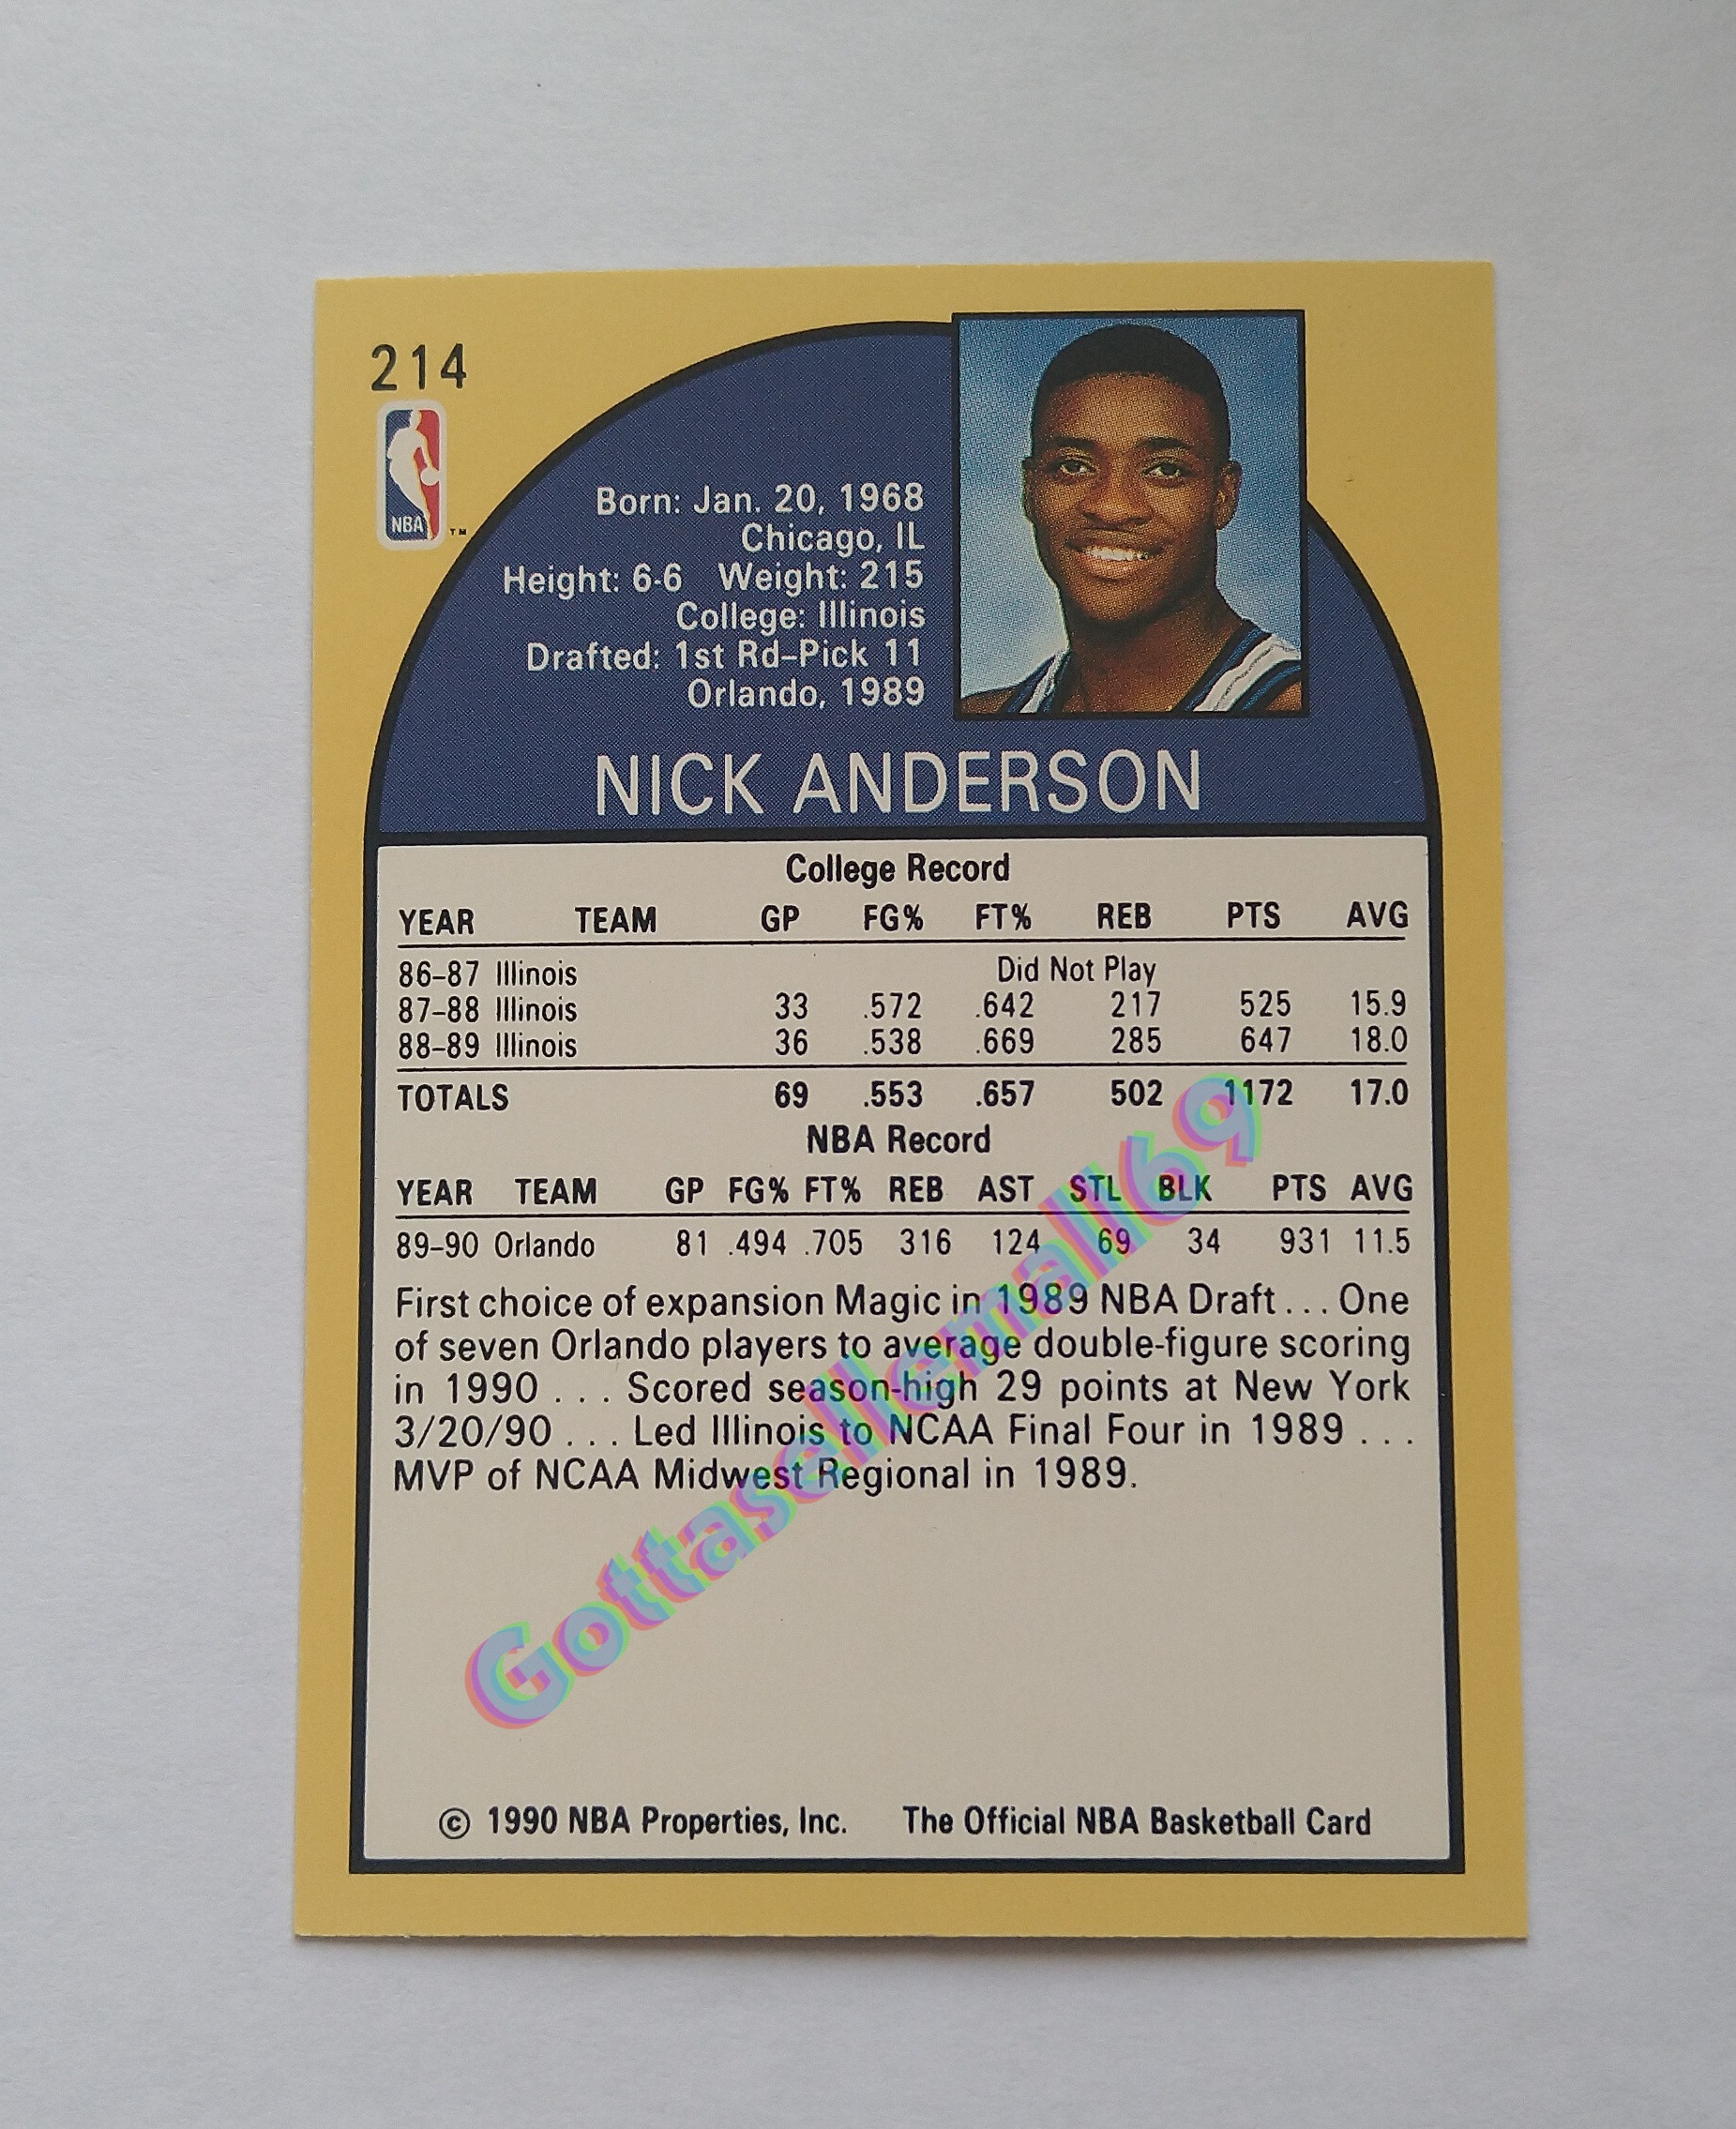 214
NBA
TM
Born: Jan. 20, 1968
Chicago, IL
Height: 6-6 Weight: 215
College: Illinois
Drafted: 1st Rd–Pick 11
Orlando, 1989
NICK ANDERSON
College Record
YEAR TEAM GP FG% FT% REB PTS AVG
86–87 Illinois Did Not Play
87–88 Illinois 33 .572 .642 217 525 15.9
88–89 Illinois 36 .538 .669 285 647 18.0
TOTALS 69 .553 .657 502 1172 17.0
NBA Record
YEAR TEAM GP FG% FT% REB AST STL BLK PTS AVG
89–90 Orlando 81 .494 .705 316 124 69 34 931 11.5
First choice of expansion Magic in 1989 NBA Draft . . . One
of seven Orlando players to average double-figure scoring
in 1990 . . . Scored season-high 29 points at New York
3/20/90 . . . Led Illinois to NCAA Final Four in 1989 . . .
MVP of NCAA Midwest Regional in 1989.
Gottasellemall69
© 1990 NBA Properties, Inc. The Official NBA Basketball Card